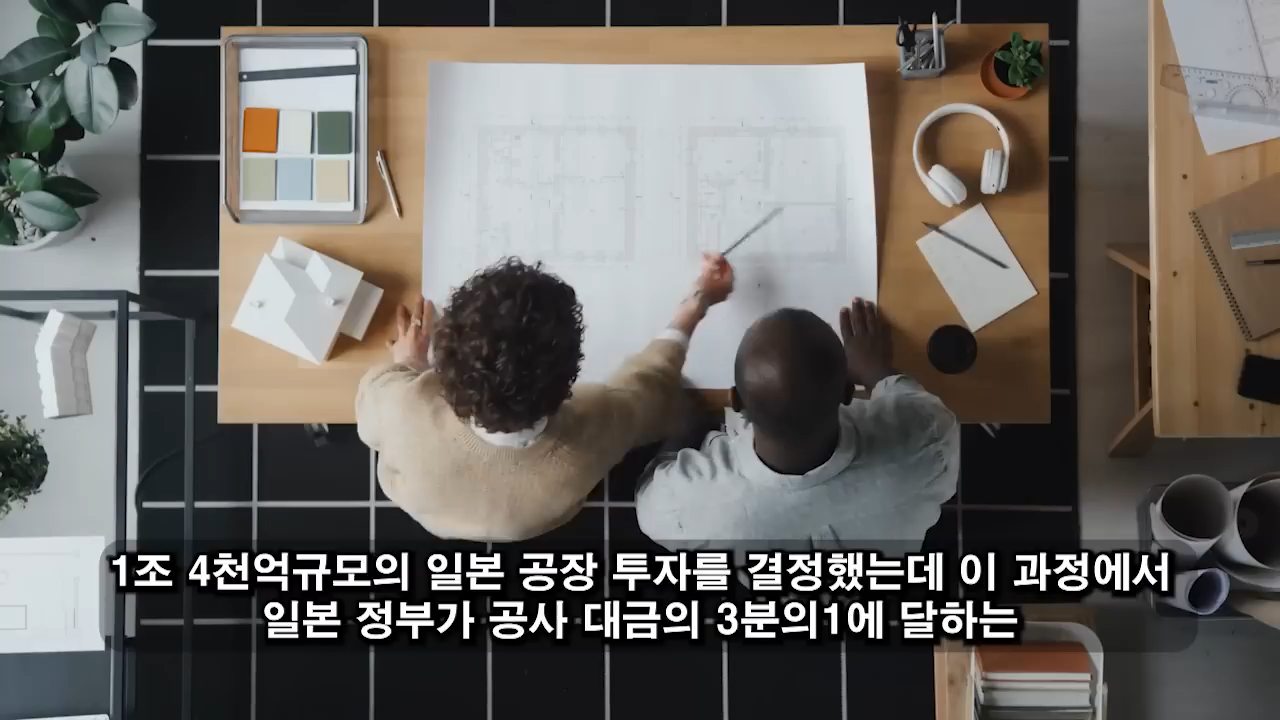 1조 4천억규모의 일본 공장 투자를 결정했는데 이 과정에서
일본 정부가 공사 대금의 3분의1에 달하는